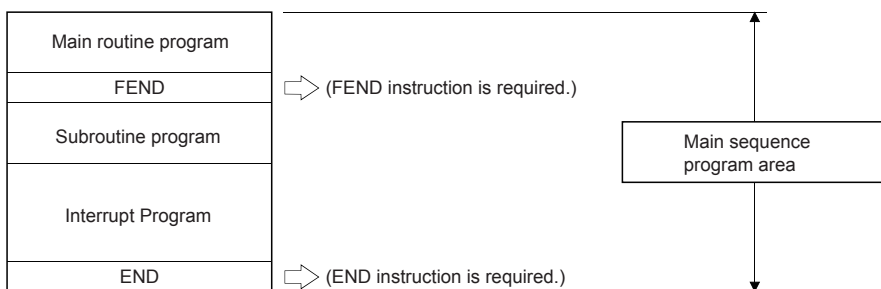 Main routine program
FEND
(FEND instruction is required.)
Subroutine program
Main sequence
program area
Interrupt Program
END
(END instruction is required.)